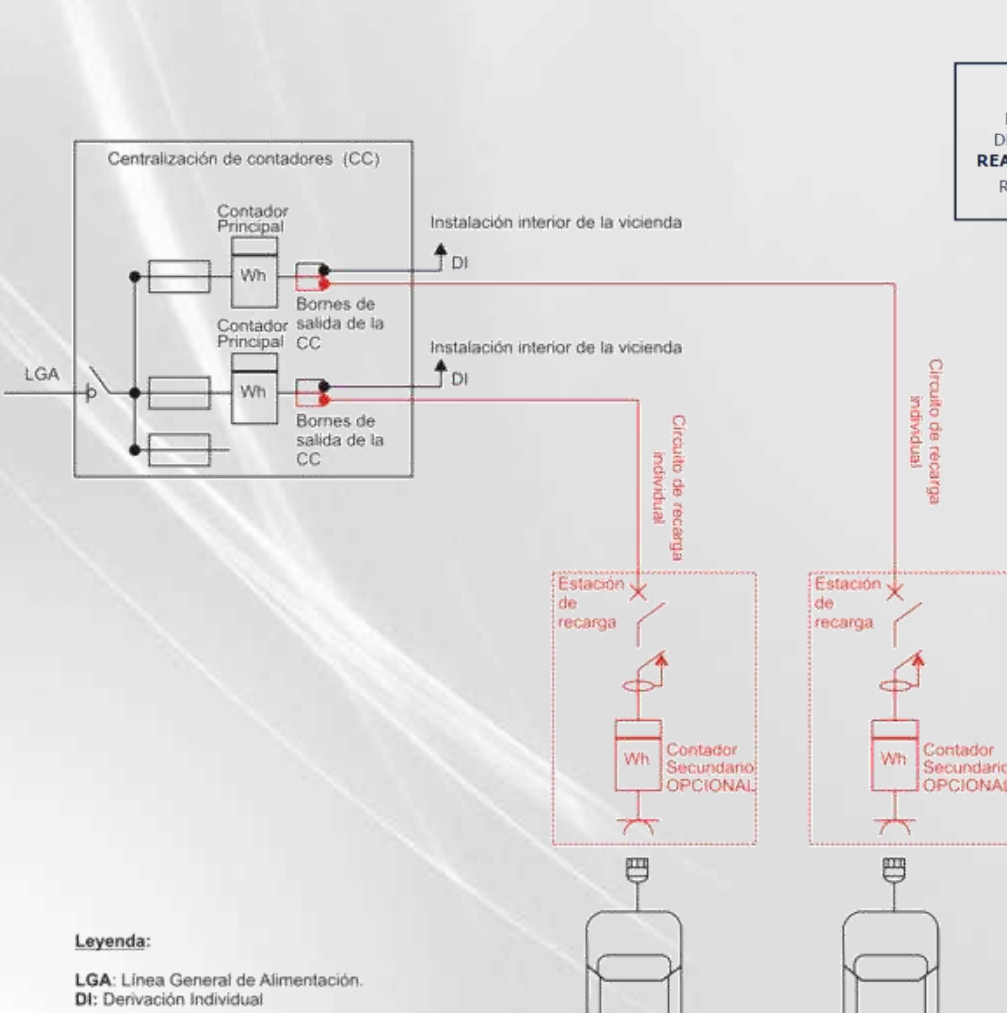 Centralización de contadores (CC)
Contador
Principal
Wh
Instalación interior de la vicienda
DI
Bornes de
salida de la
CC
Contador
Principal
Wh
Instalación interior de la vicienda
DI
Bornes de
salida de la
CC
LGA
Circuito de recarga
individual
Circuito de recarga
individual
Estación
de
recarga
Wh
Contador
Secundario
OPCIONAL
Estación
de
recarga
Wh
Contador
Secundario
OPCIONAL
Leyenda:
LGA: Línea General de Alimentación.
DI: Derivación Individual